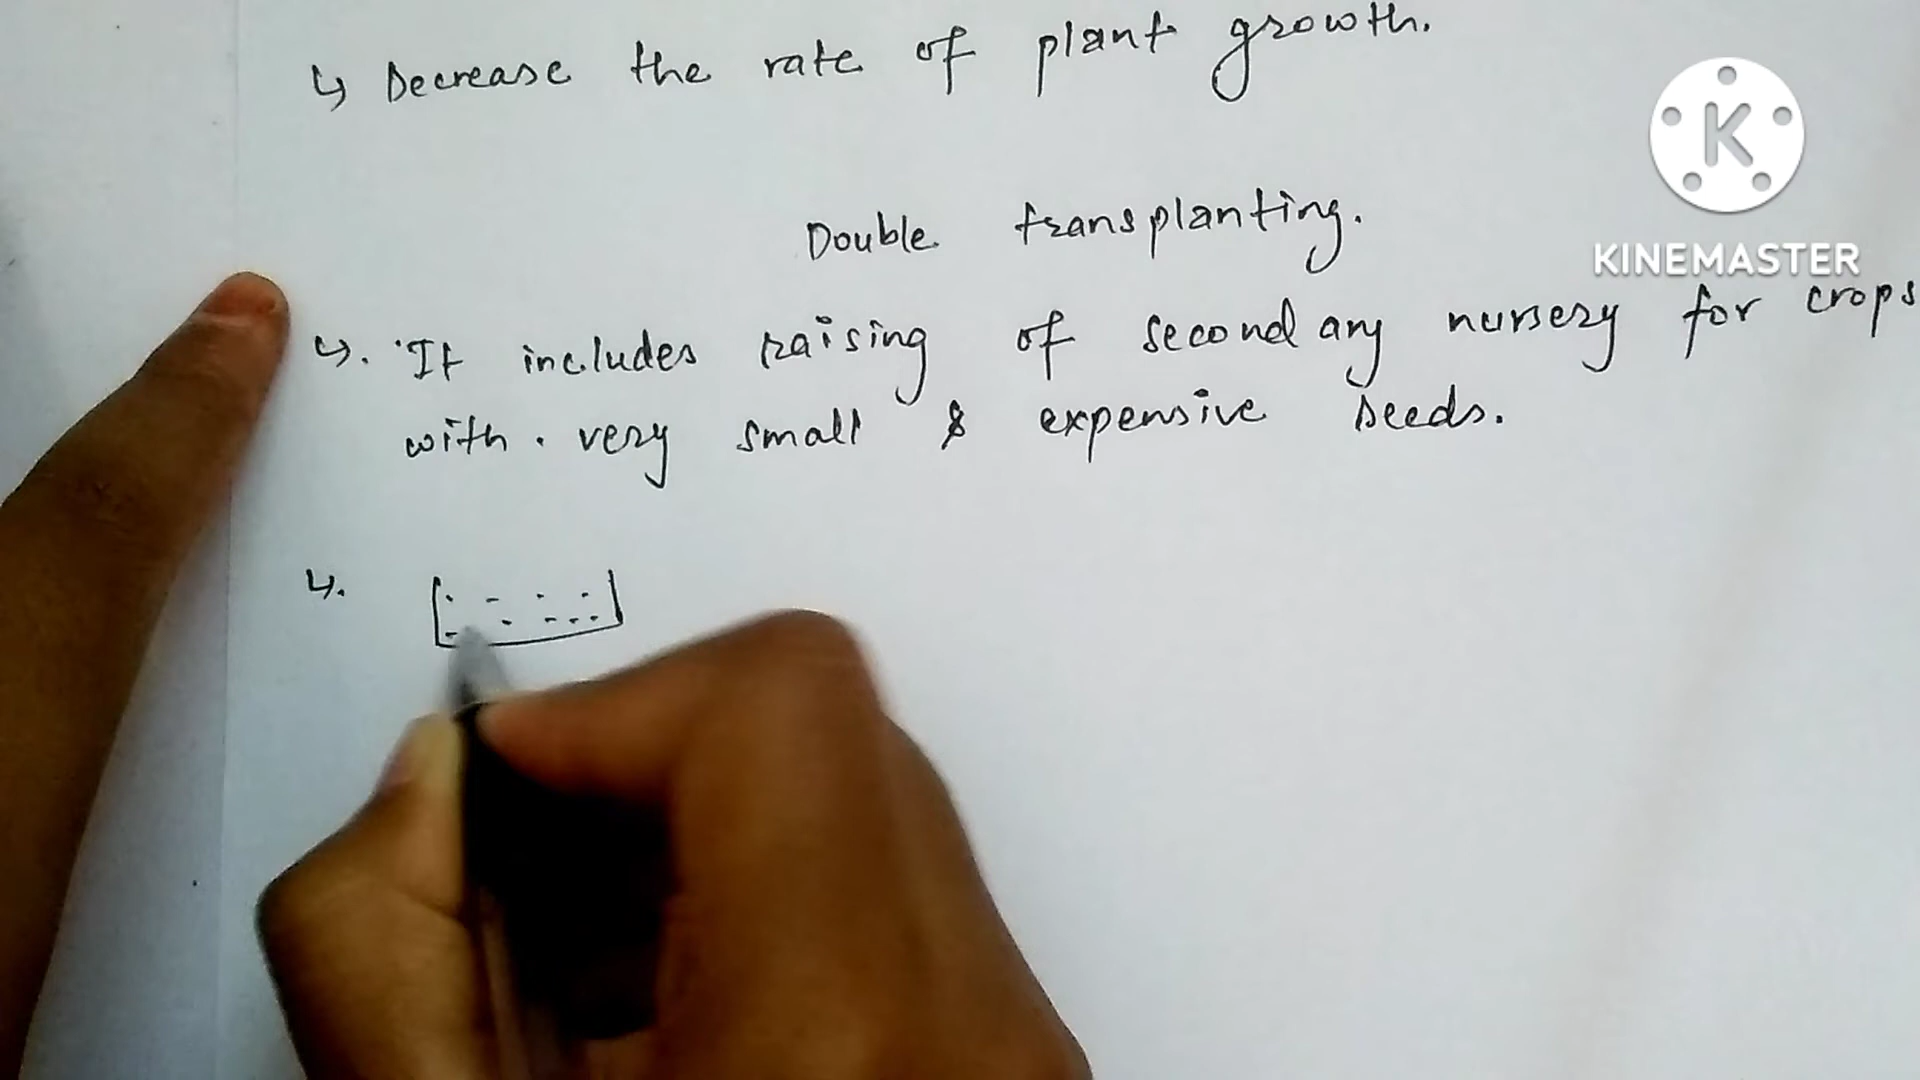 ↳ Decrease the rate of plant growth.
K
KINEMASTER
Double transplanting.
↳. It includes raising of secondary nursery for crops
with. very small & expensive seeds.
↳.